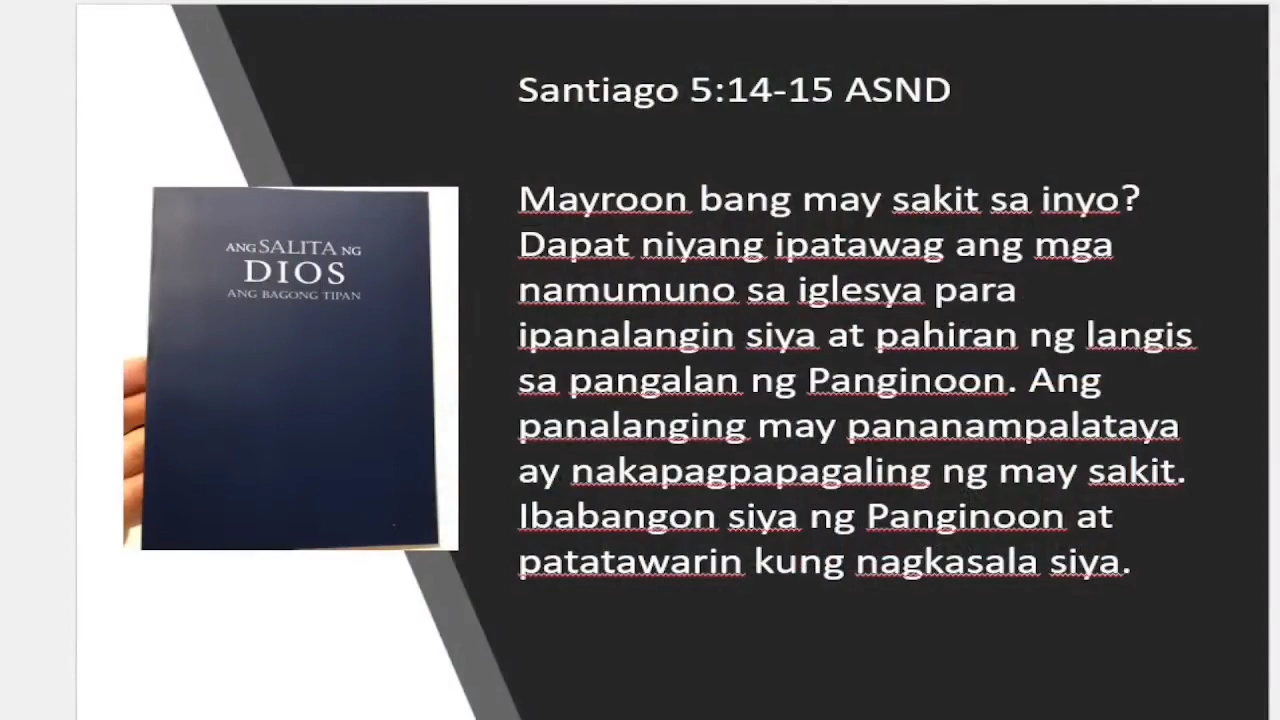 Santiago 5:14-15 ASND
Mayroon bang may sakit sa inyo?
Dapat niyang ipatawag ang mga
namumuno sa iglesya para
ipanalangin siya at pahiran ng langis
sa pangalan ng Panginoon. Ang
panalanging may pananampalataya
ay nakapagpapagaling ng may sakit.
Ibabangon siya ng Panginoon at
patatawarin kung nagkasala siya.
ANG SALITA NG
DIOS
ANG BAGONG TIPAN